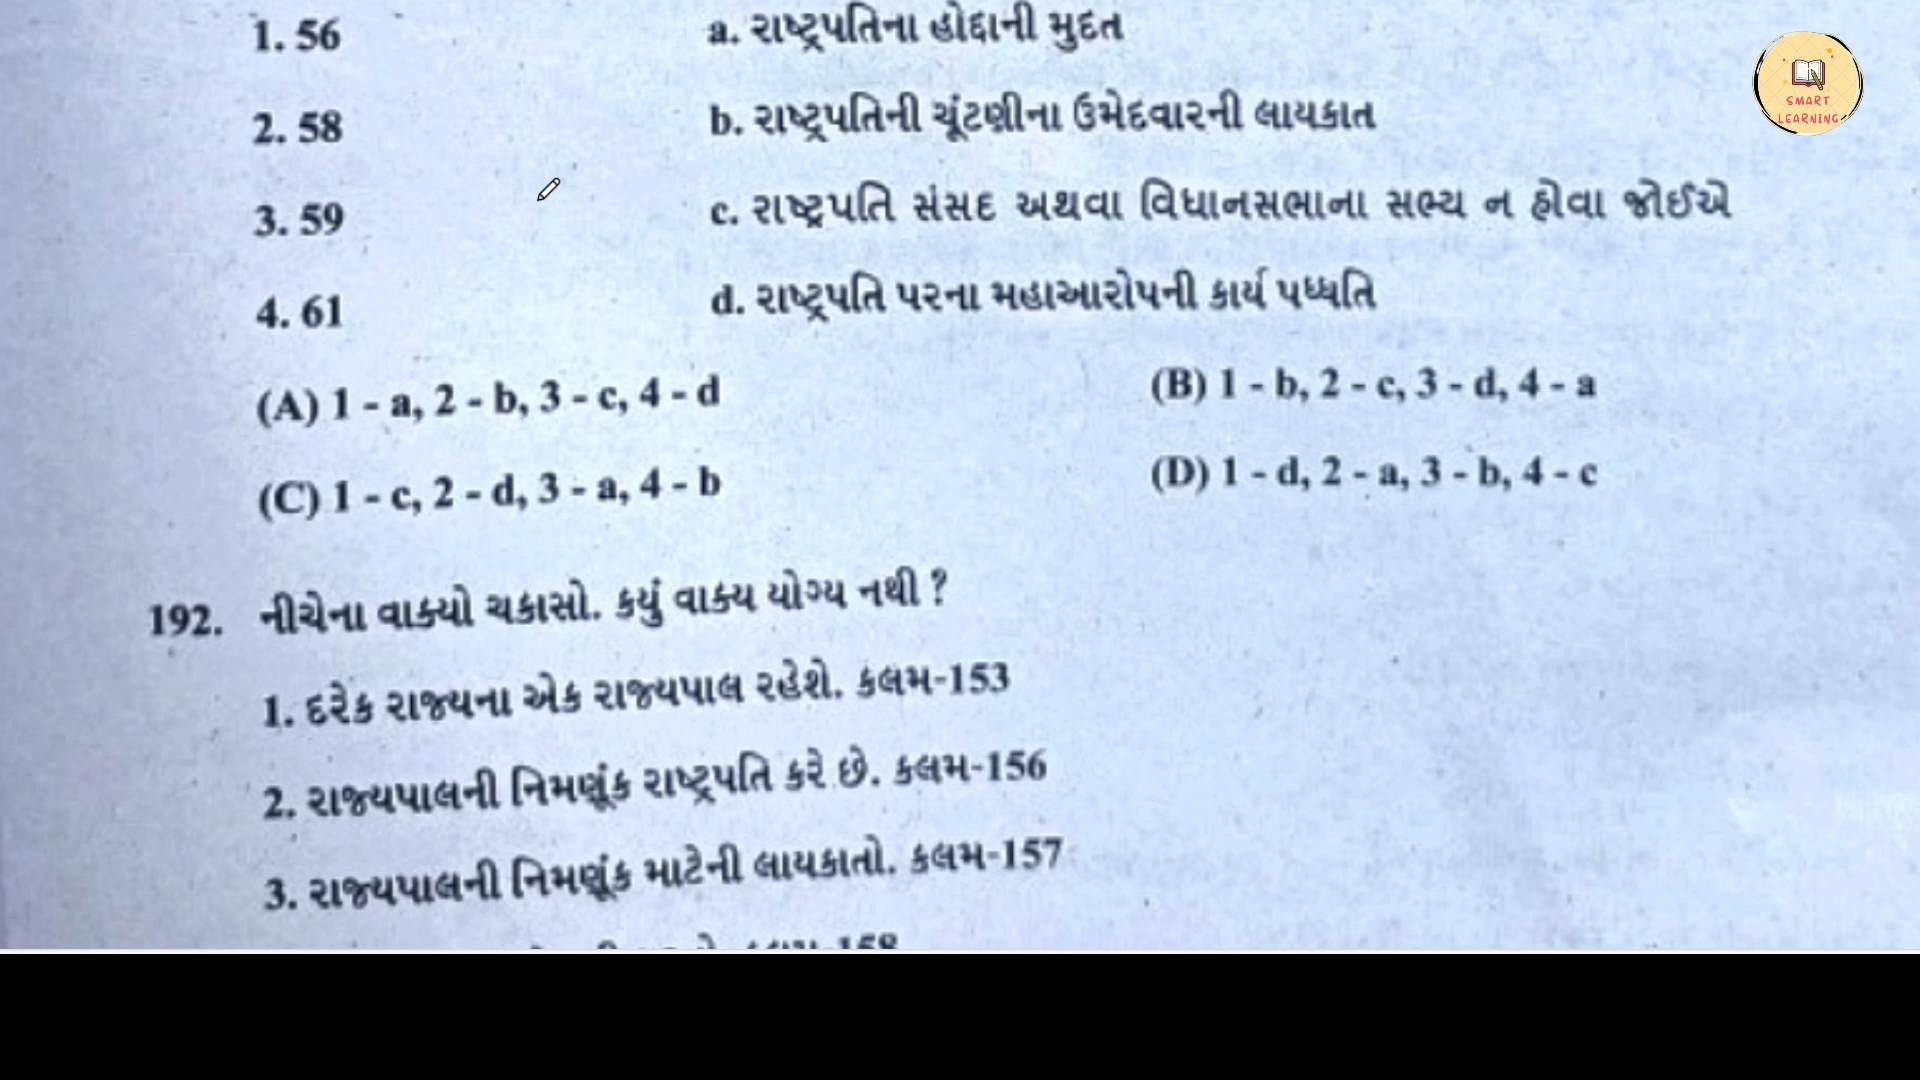 1. 56 a. રાષ્ટ્રપતિના હોદ્દાની મુદત
2. 58 b. રાષ્ટ્રપતિની ચૂંટણીના ઉમેદવારની લાયકાત
3. 59 c. રાષ્ટ્રપતિ સંસદ અથવા વિધાનસભાના સભ્ય ન હોવા જોઈએ
4. 61 d. રાષ્ટ્રપતિ પરના મહાઆરોપની કાર્ય પધ્ધતિ
(A) 1 - a, 2 - b, 3 - c, 4 - d (B) 1 - b, 2 - c, 3 - d, 4 - a
(C) 1 - c, 2 - d, 3 - a, 4 - b (D) 1 - d, 2 - a, 3 - b, 4 - c
192. નીચેના વાક્યો ચકાસો. કયું વાક્ય યોગ્ય નથી ?
1. દરેક રાજ્યના એક રાજ્યપાલ રહેશે. કલમ-153
2. રાજ્યપાલની નિમણૂંક રાષ્ટ્રપતિ કરે છે. કલમ-156
3. રાજ્યપાલની નિમણૂંક માટેની લાયકાતો. કલમ-157
SMART
LEARNING